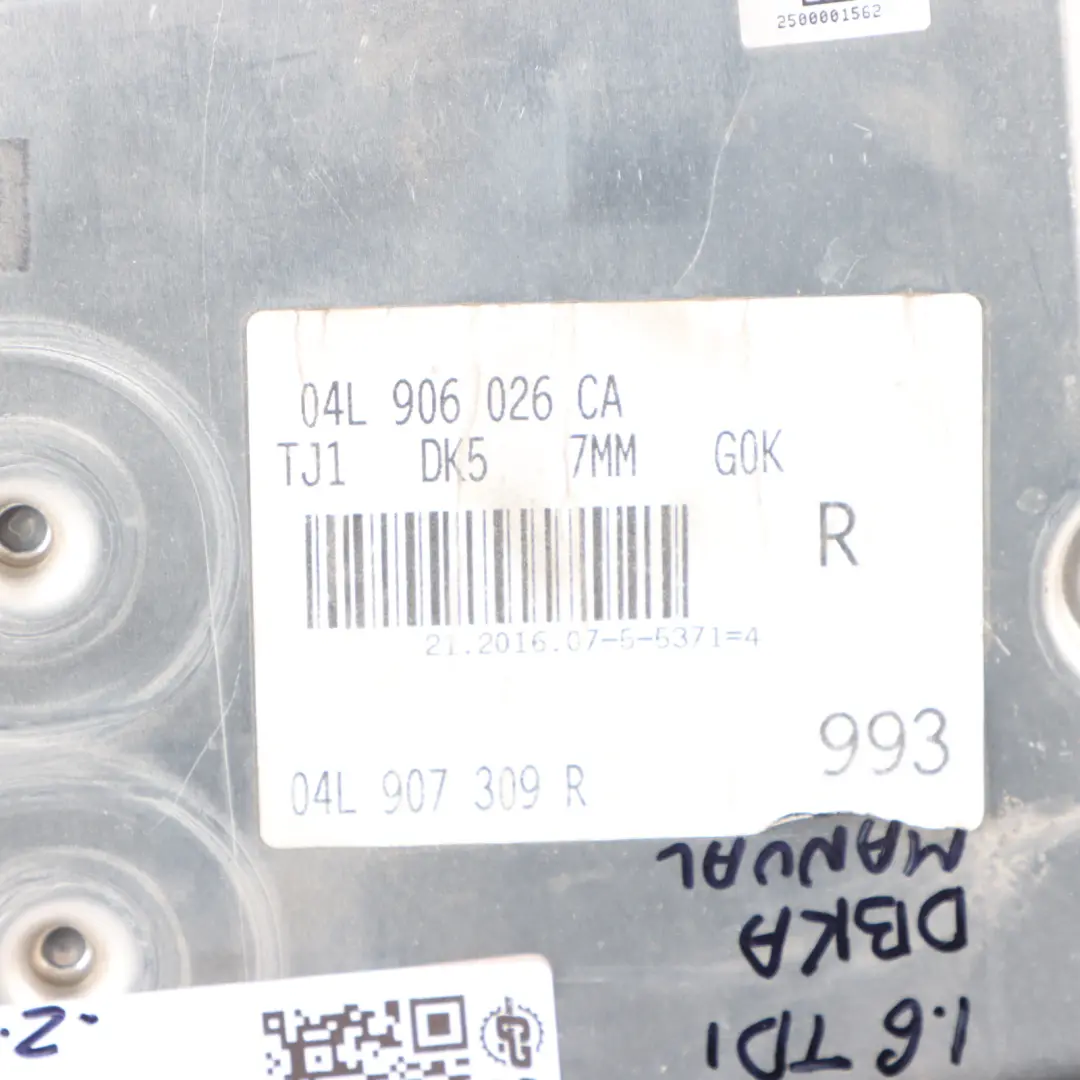 2500001562
04L 906 026 CA
TJ1 DK5 7MM G0K
R
21.2016.07-5-5371=4
993
04L 907 309 R
1.6 TDI
DBKA
MANUAL